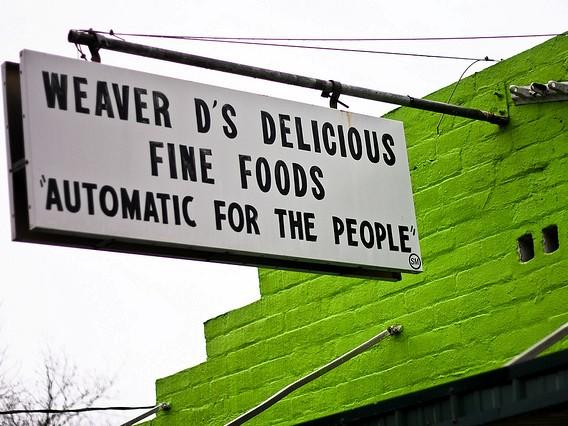 WEAVER D'S DELICIOUS
FINE FOODS
"AUTOMATIC FOR THE PEOPLE"
SM